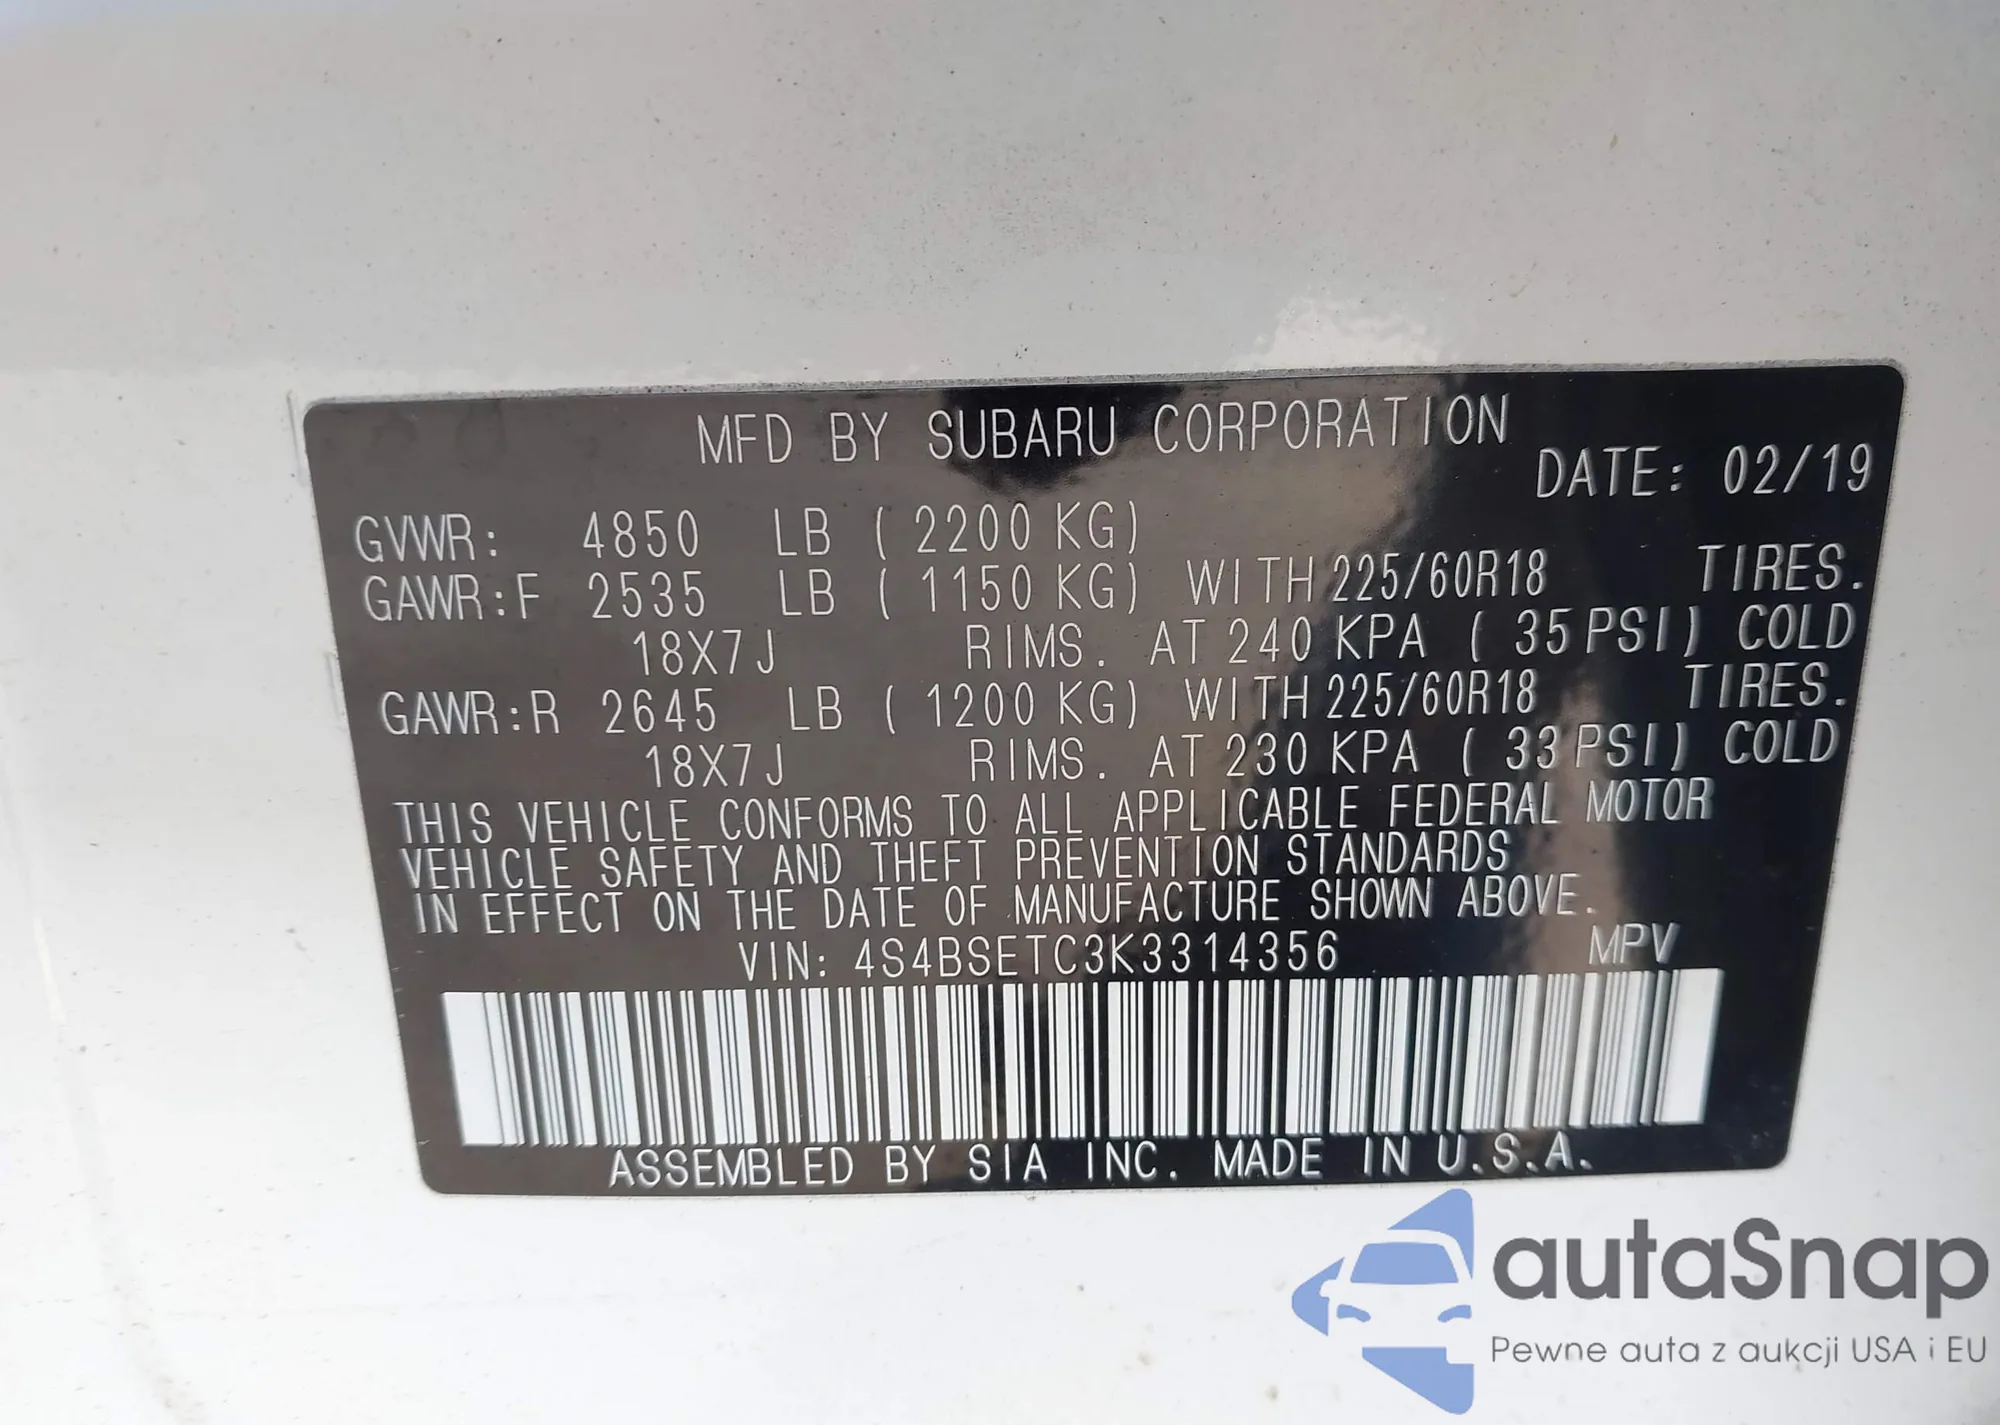 MFD BY SUBARU CORPORATION
DATE: 02/19
GVWR: 4850 LB ( 2200 KG)
GAWR:F 2535 LB ( 1150 KG) WITH 225/60R18 TIRES.
18X7J RIMS. AT 240 KPA ( 35 PSI) COLD
GAWR:R 2645 LB ( 1200 KG) WITH 225/60R18 TIRES.
18X7J RIMS. AT 230 KPA ( 33 PSI) COLD
THIS VEHICLE CONFORMS TO ALL APPLICABLE FEDERAL MOTOR
VEHICLE SAFETY AND THEFT PREVENTION STANDARDS
IN EFFECT ON THE DATE OF MANUFACTURE SHOWN ABOVE.
VIN: 4S4BSETC3K3314356 MPV
ASSEMBLED BY SIA INC. MADE IN U.S.A.
autaSnap
Pewne auta z aukcji USA i EU